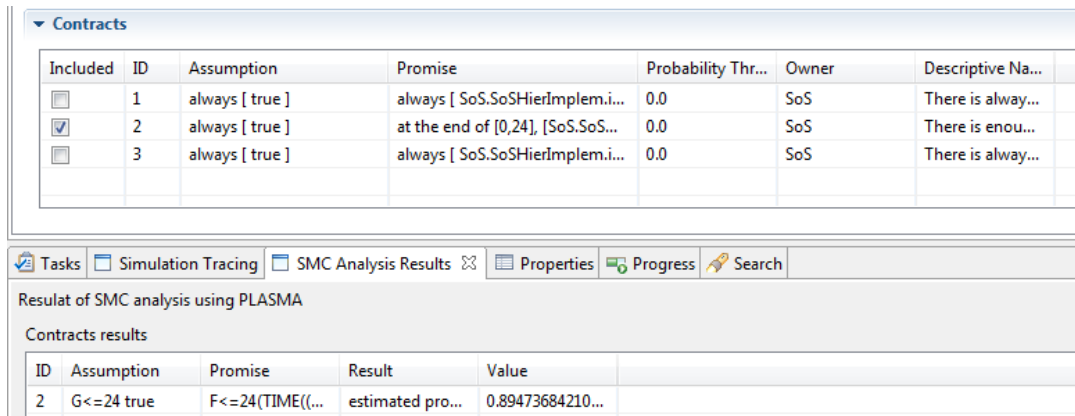 Contracts
Included ID Assumption Promise Probability Thr... Owner Descriptive Na...
1 always [ true ] always [ SoS.SoSHierImplem.i... 0.0 SoS There is alway...
2 always [ true ] at the end of [0,24], [SoS.SoS... 0.0 SoS There is enou...
3 always [ true ] always [ SoS.SoSHierImplem.i... 0.0 SoS There is alway...
Tasks Simulation Tracing SMC Analysis Results Properties Progress Search
Resulat of SMC analysis using PLASMA
Contracts results
ID Assumption Promise Result Value
2 G<=24 true F<=24(TIME((... estimated pro... 0.89473684210...